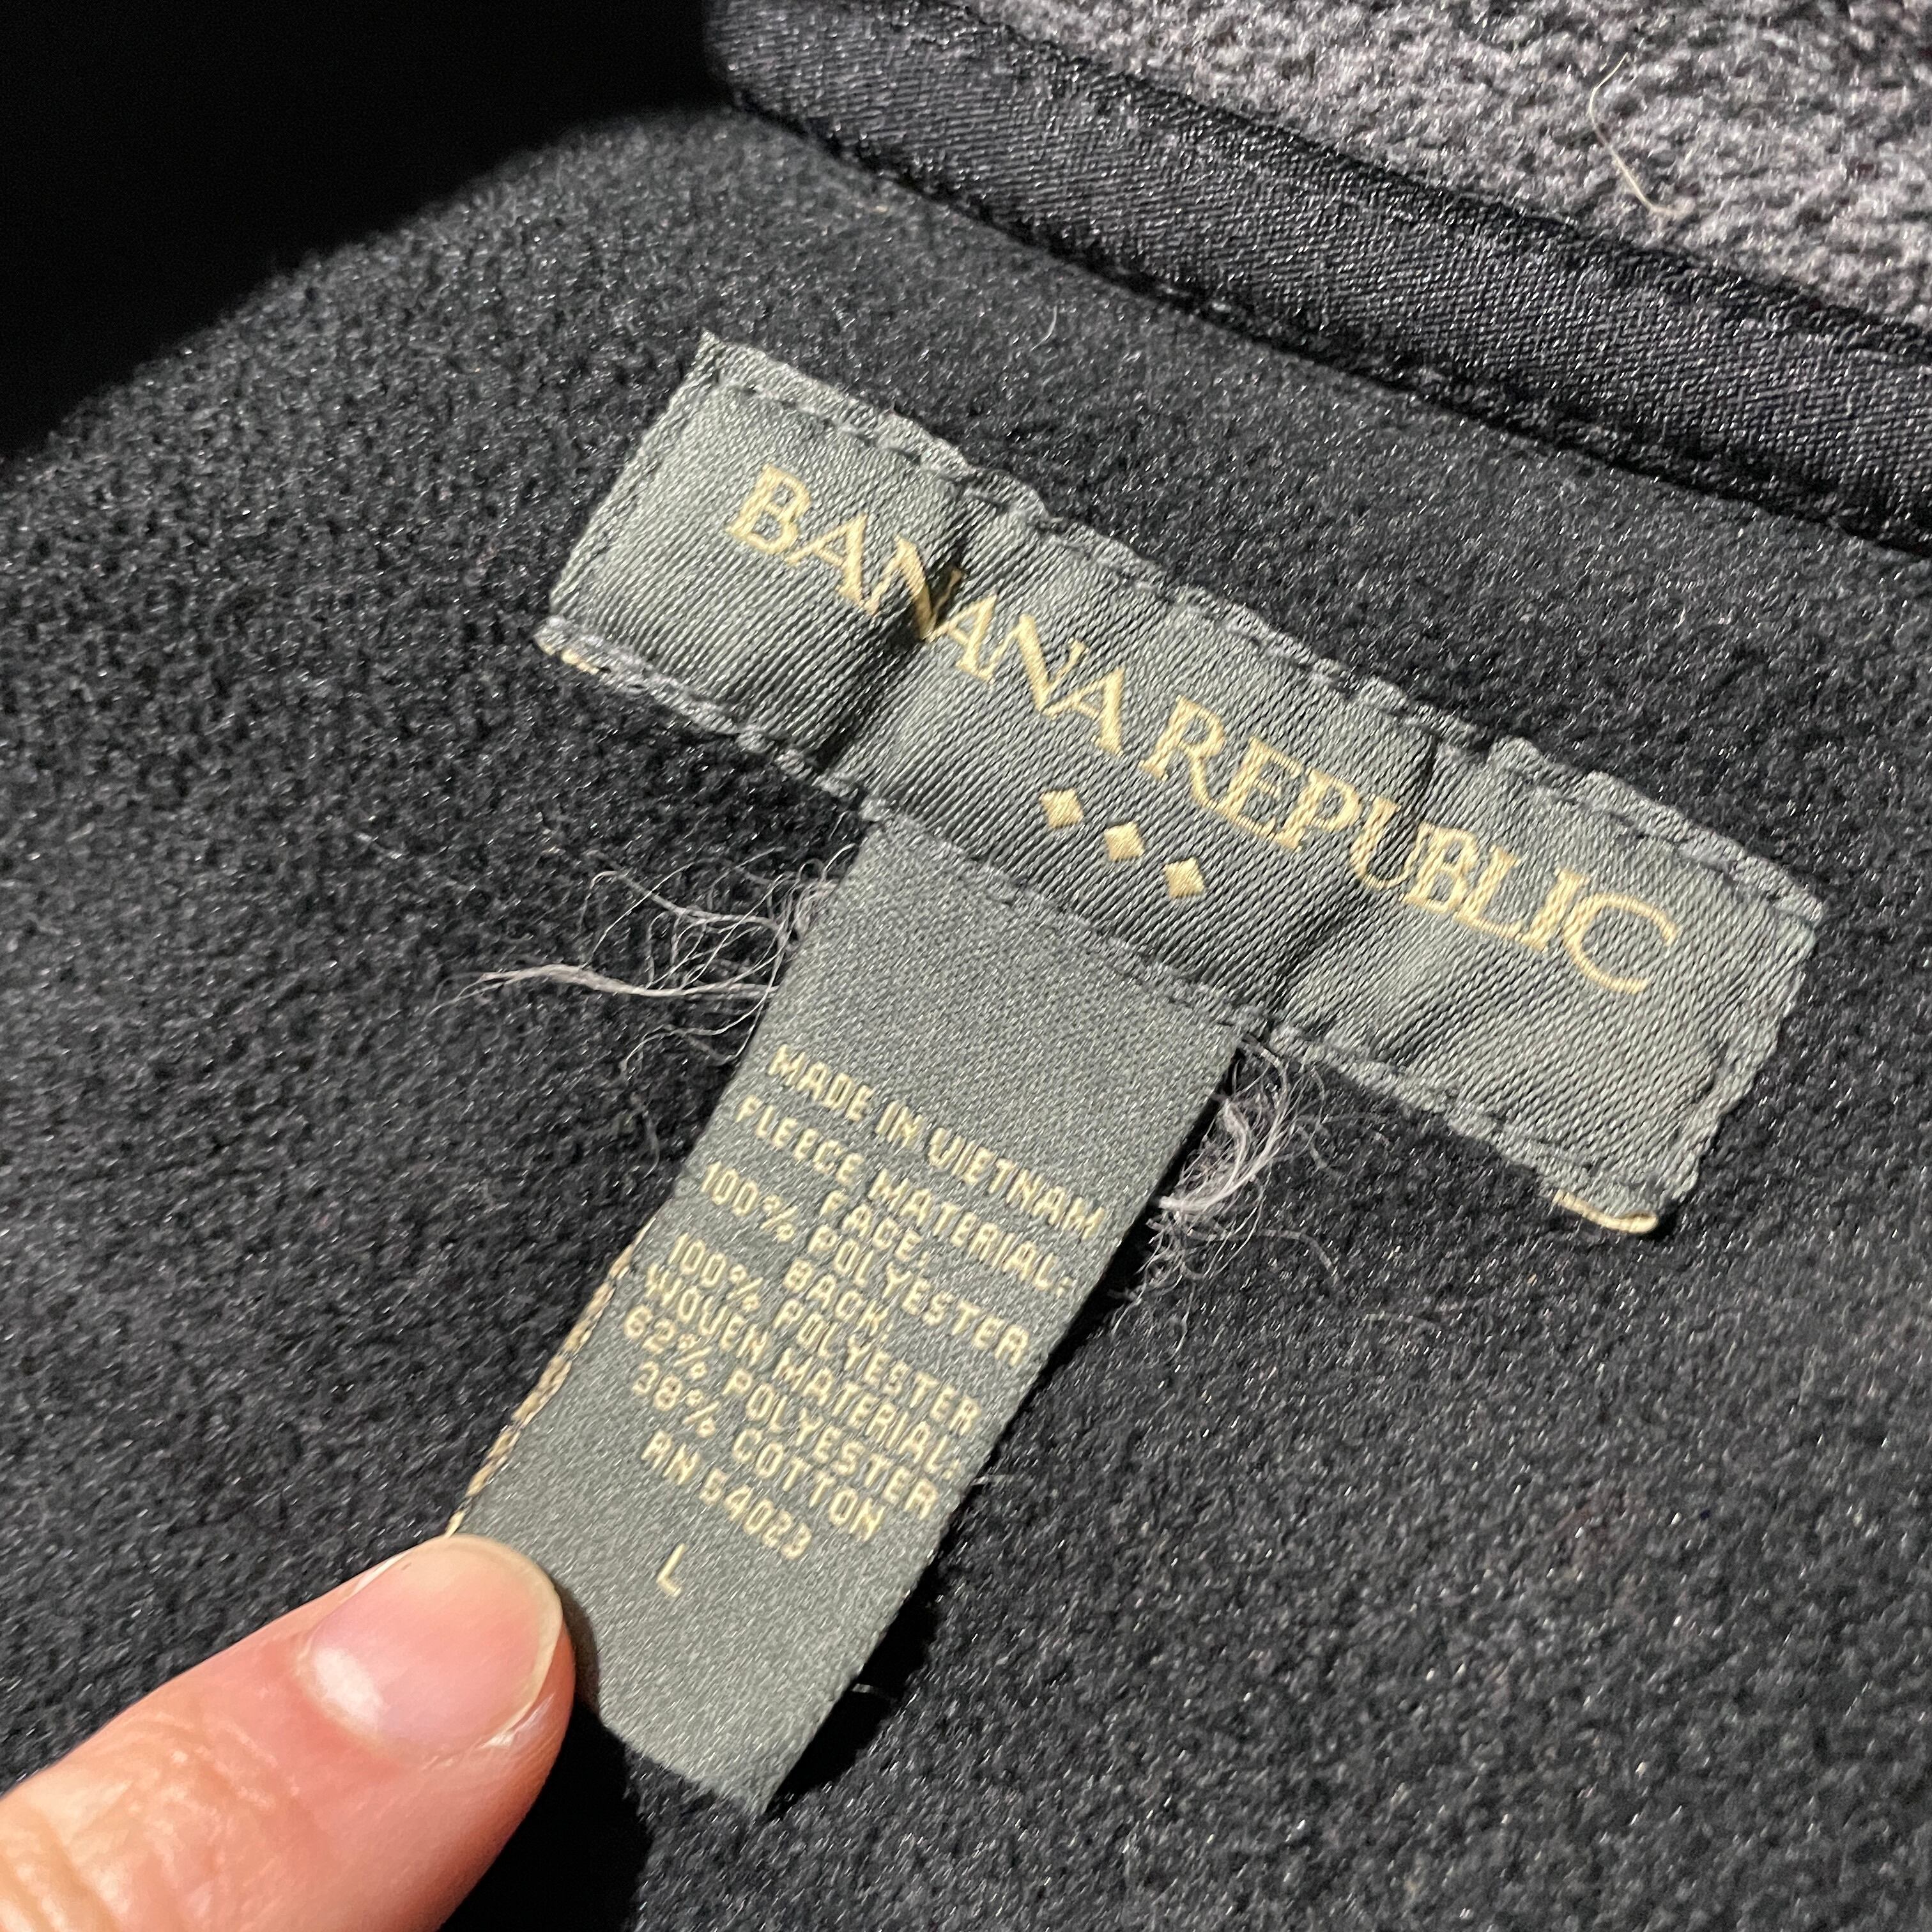 BANANA REPUBLIC
MADE IN VIETNAM
FLEECE MATERIAL:
FACE:
100% POLYESTER
BACK:
100% POLYESTER
WOVEN MATERIAL:
62% POLYESTER
38% COTTON
RN 54023
L